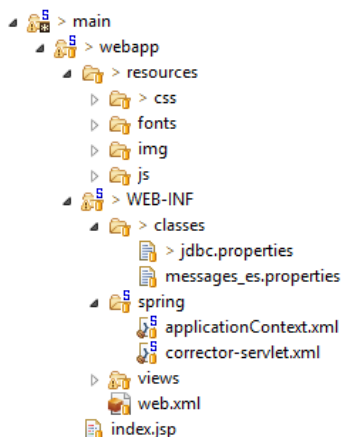 > main
> webapp
> resources
> css
fonts
img
js
> WEB-INF
> classes
> jdbc.properties
messages_es.properties
spring
applicationContext.xml
corrector-servlet.xml
views
web.xml
index.jsp